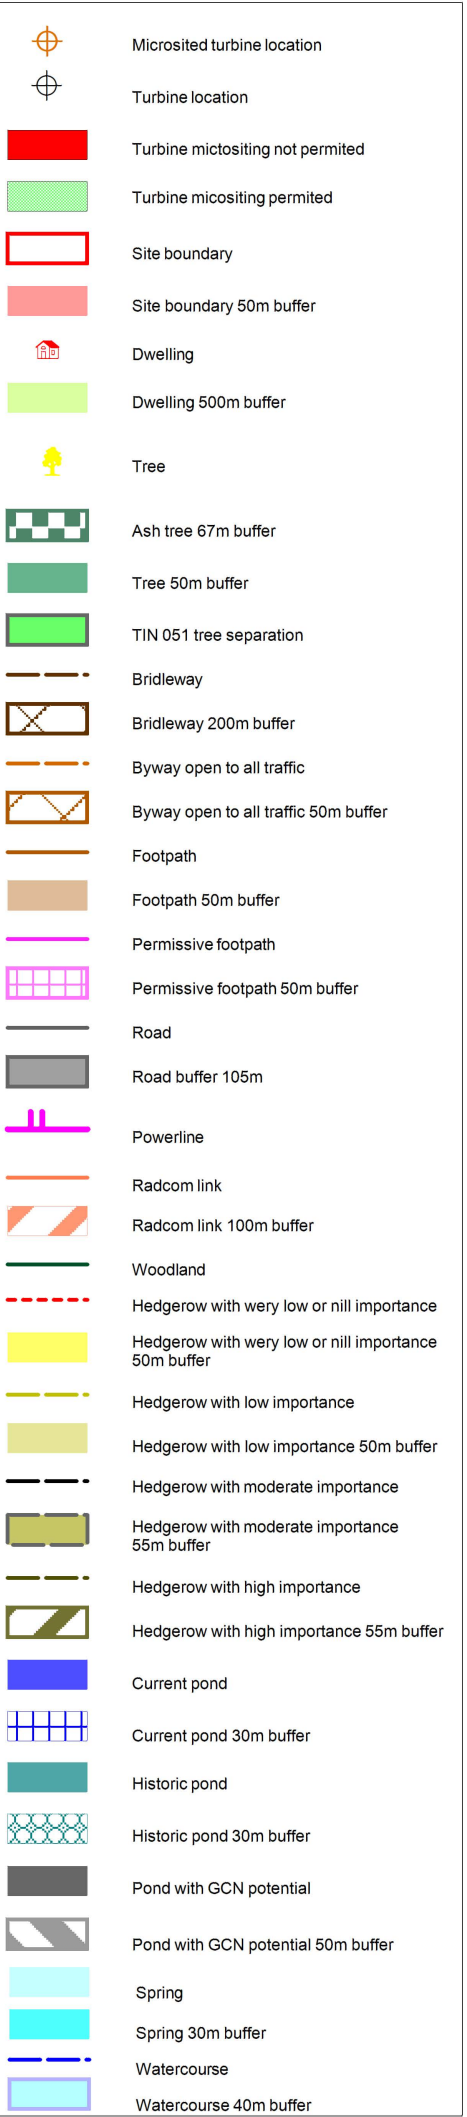 Microsited turbine location
Turbine location
Turbine mictositing not permited
Turbine micositing permited
Site boundary
Site boundary 50m buffer
Dwelling
Dwelling 500m buffer
Tree
Ash tree 67m buffer
Tree 50m buffer
TIN 051 tree separation
Bridleway
Bridleway 200m buffer
Byway open to all traffic
Byway open to all traffic 50m buffer
Footpath
Footpath 50m buffer
Permissive footpath
Permissive footpath 50m buffer
Road
Road buffer 105m
Powerline
Radcom link
Radcom link 100m buffer
Woodland
Hedgerow with wery low or nill importance
Hedgerow with wery low or nill importance
50m buffer
Hedgerow with low importance
Hedgerow with low importance 50m buffer
Hedgerow with moderate importance
Hedgerow with moderate importance
55m buffer
Hedgerow with high importance
Hedgerow with high importance 55m buffer
Current pond
Current pond 30m buffer
Historic pond
Historic pond 30m buffer
Pond with GCN potential
Pond with GCN potential 50m buffer
Spring
Spring 30m buffer
Watercourse
Watercourse 40m buffer